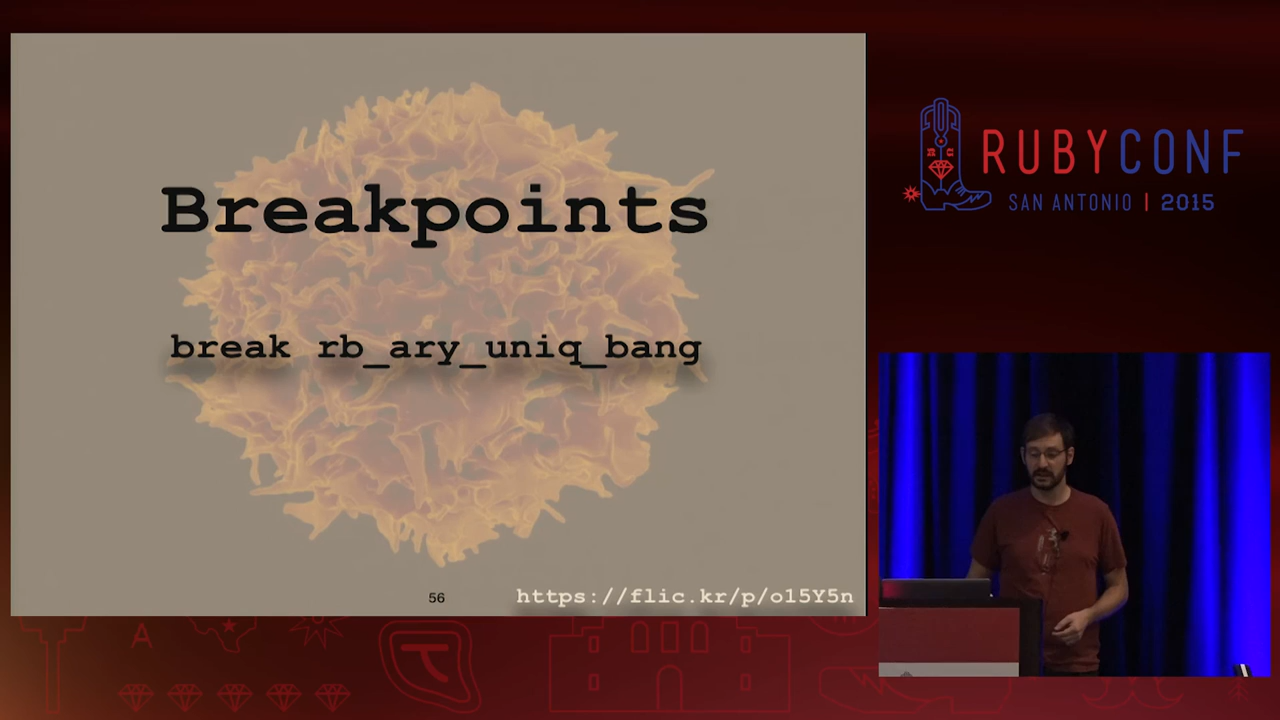 Breakpoints
break rb_ary_uniq_bang
56
https://flic.kr/p/o15Y5n
RUBYCONF
SAN ANTONIO | 2015